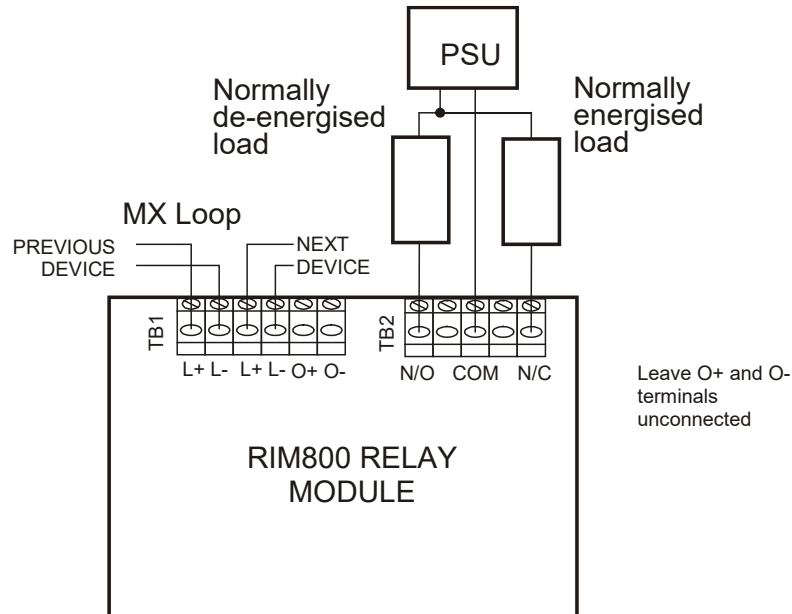 PSU
Normally
de-energised
load
Normally
energised
load
MX Loop
PREVIOUS
DEVICE
NEXT
DEVICE
TB1
TB2
L+ L- L+ L- O+ O-
N/O COM N/C
Leave O+ and O-
terminals
unconnected
RIM800 RELAY
MODULE